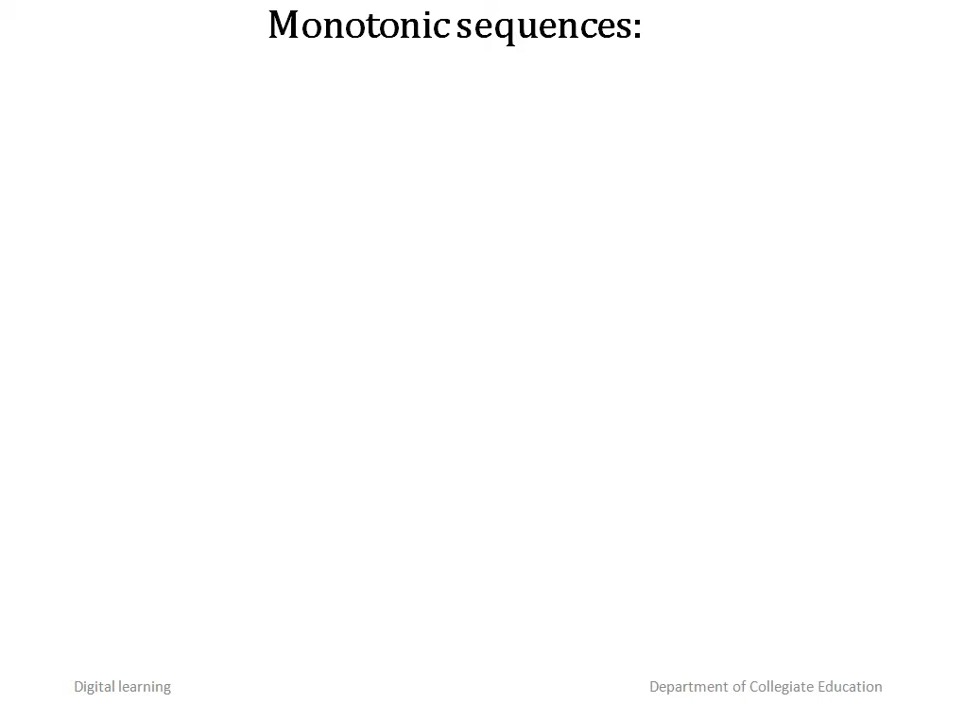 Monotonic sequences:
Digital learning
Department of Collegiate Education